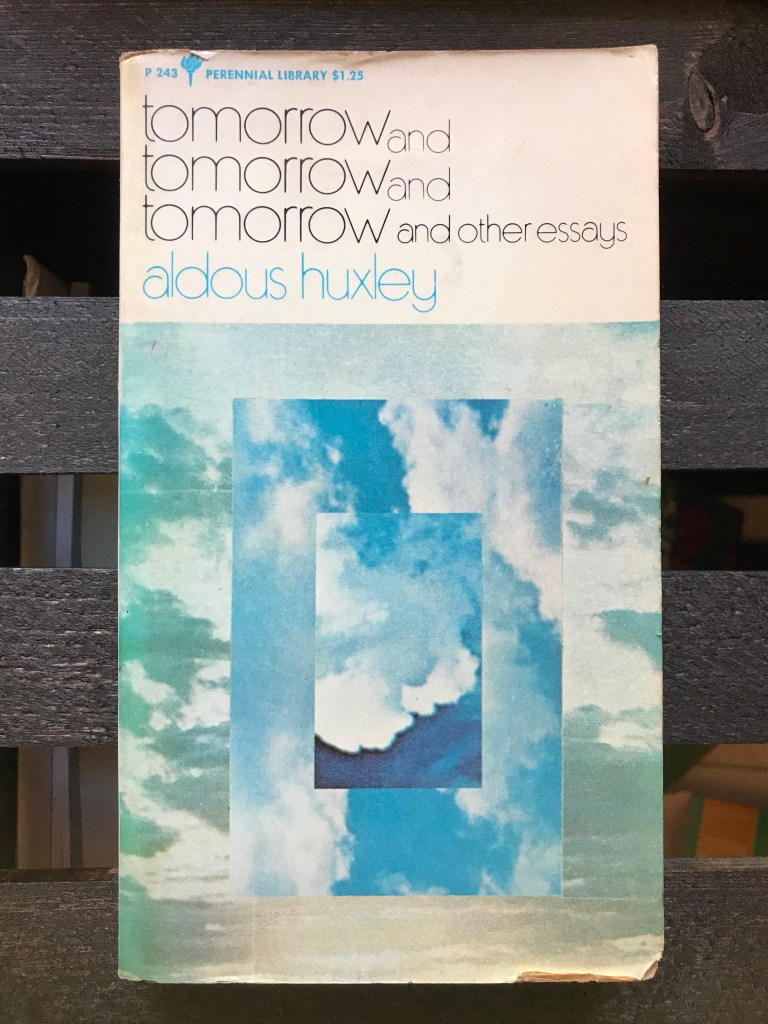 P 243 PERENNIAL LIBRARY $1.25
tomorrow and
tomorrow and
tomorrow and other essays
aldous huxley